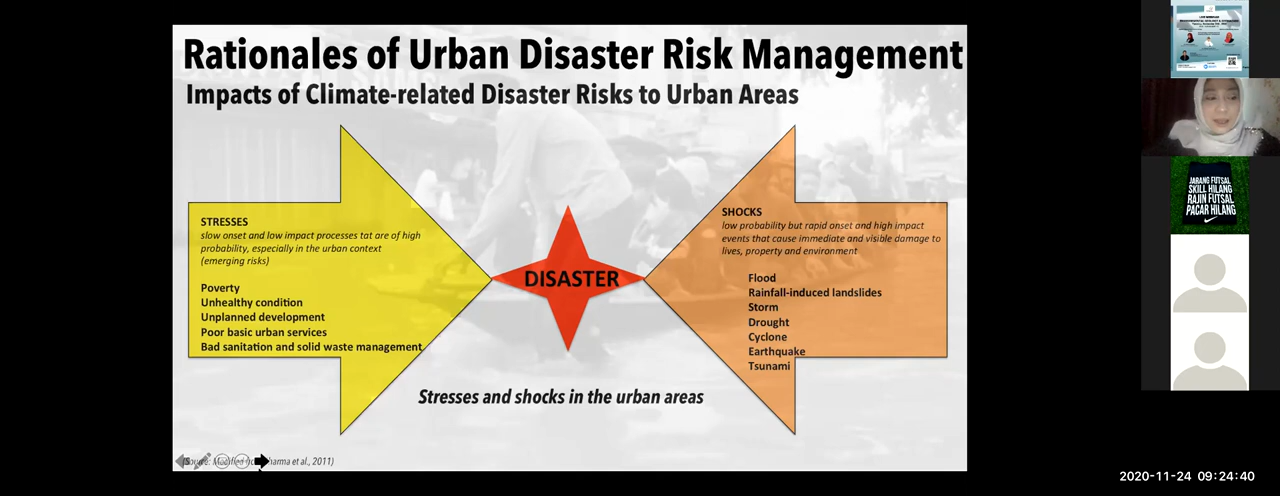 Rationales of Urban Disaster Risk Management
Impacts of Climate-related Disaster Risks to Urban Areas
STRESSES
slow onset and low impact processes tat are of high
probability, especially in the urban context
(emerging risks)
Poverty
Unhealthy condition
Unplanned development
Poor basic urban services
Bad sanitation and solid waste management
DISASTER
SHOCKS
low probability but rapid onset and high impact
events that cause immediate and visible damage to
lives, property and environment
Flood
Rainfall-induced landslides
Storm
Drought
Cyclone
Earthquake
Tsunami
Stresses and shocks in the urban areas
et al., 2011)
JARANG FUTSAL
SKILL HILANG
RAJIN FUTSAL
PACAR HILANG
2020-11-24 09:24:40